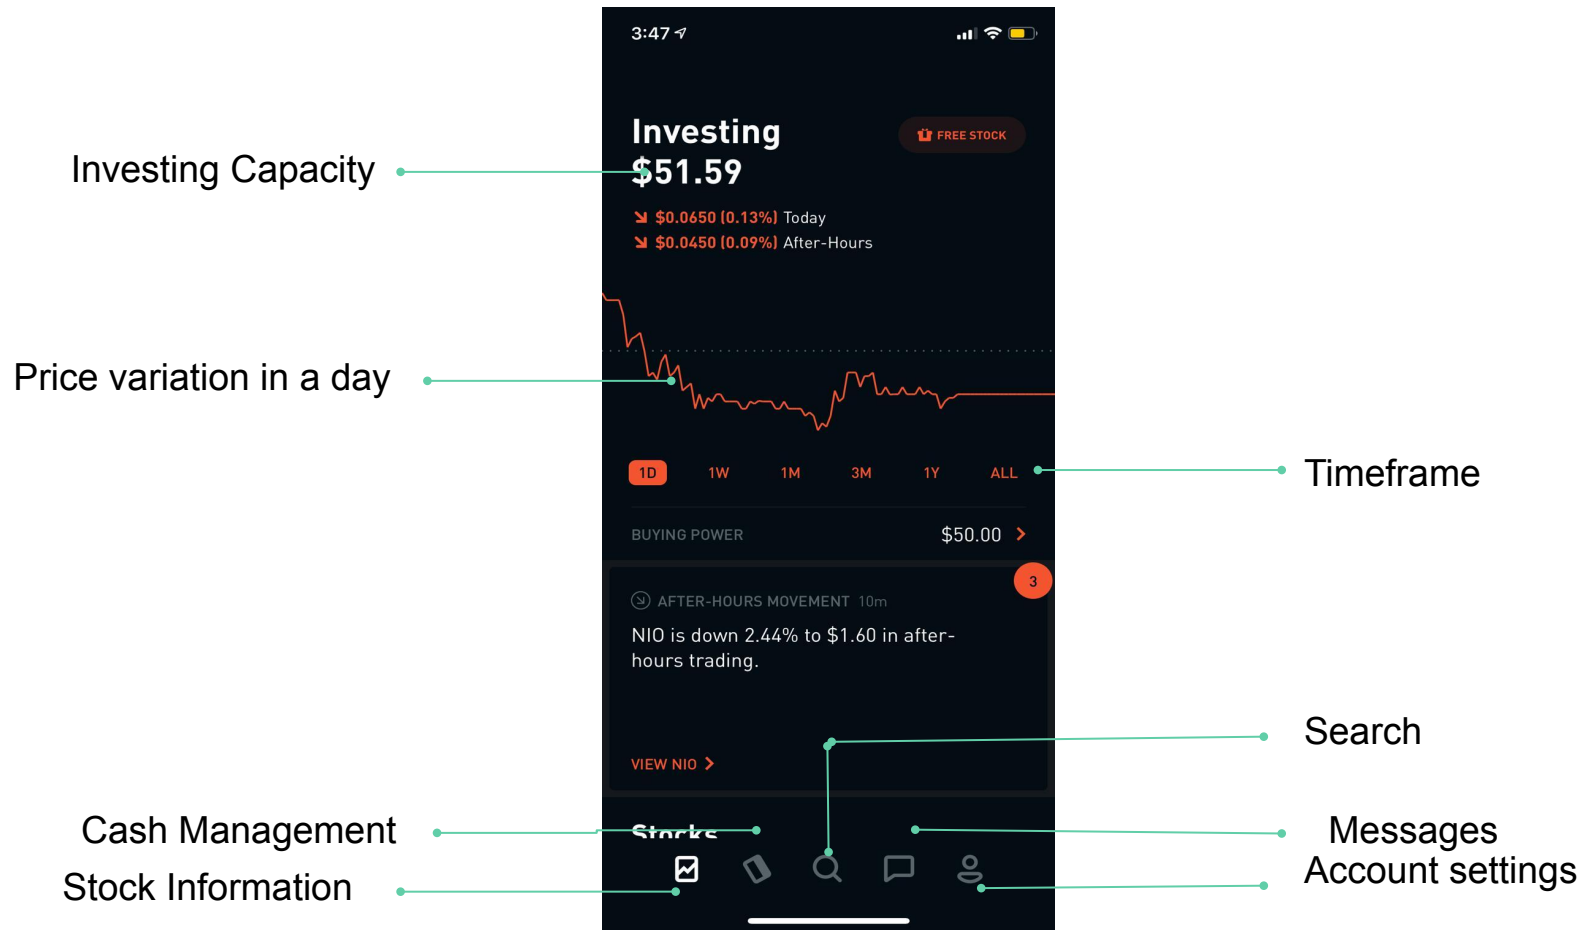 3:47
Investing
$51.59
FREE STOCK
$0.0650 (0.13%) Today
$0.0450 (0.09%) After-Hours
Investing Capacity
Price variation in a day
1D 1W 1M 3M 1Y ALL
Timeframe
BUYING POWER $50.00
3
AFTER-HOURS MOVEMENT 10m
NIO is down 2.44% to $1.60 in after-
hours trading.
VIEW NIO
Search
Stocks
Cash Management
Messages
Stock Information
Account settings